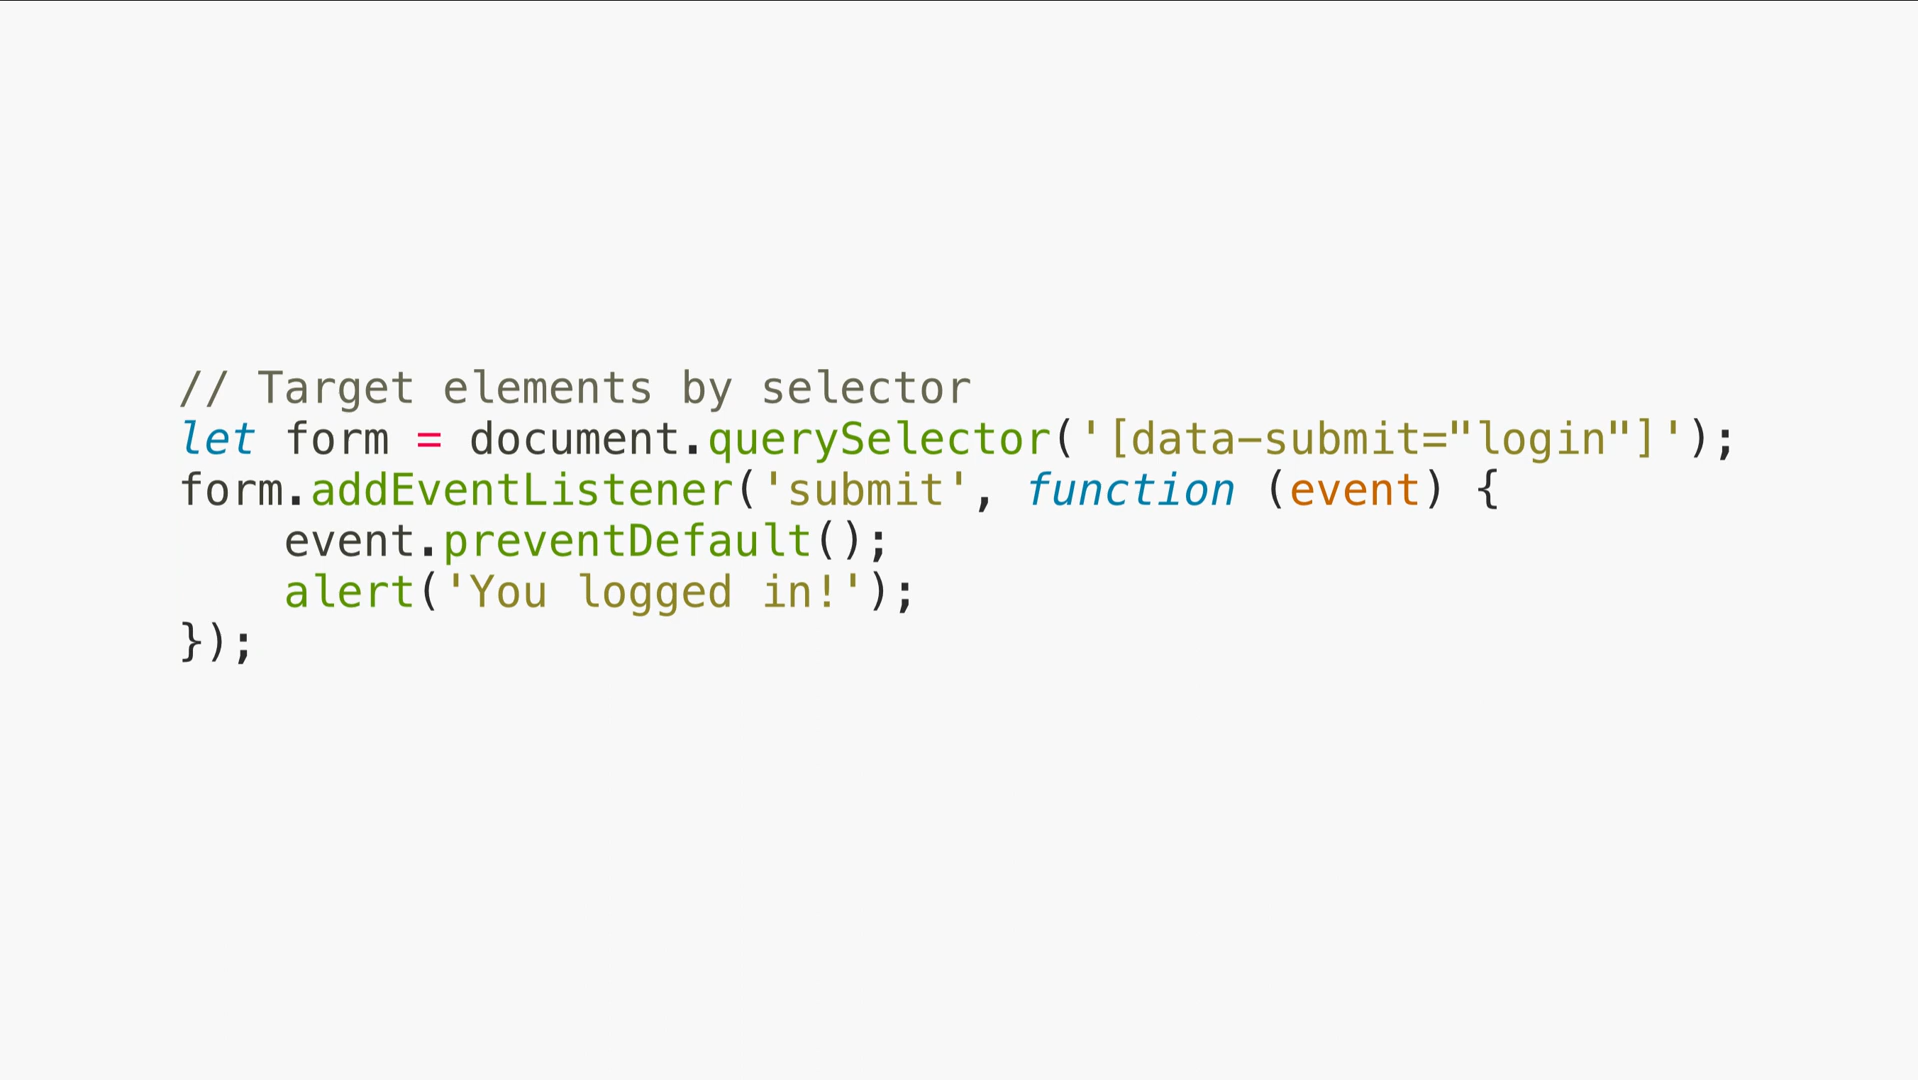 // Target elements by selector
let form = document.querySelector('[data-submit="login"]');
form.addEventListener('submit', function (event) {
    event.preventDefault();
    alert('You logged in!');
});